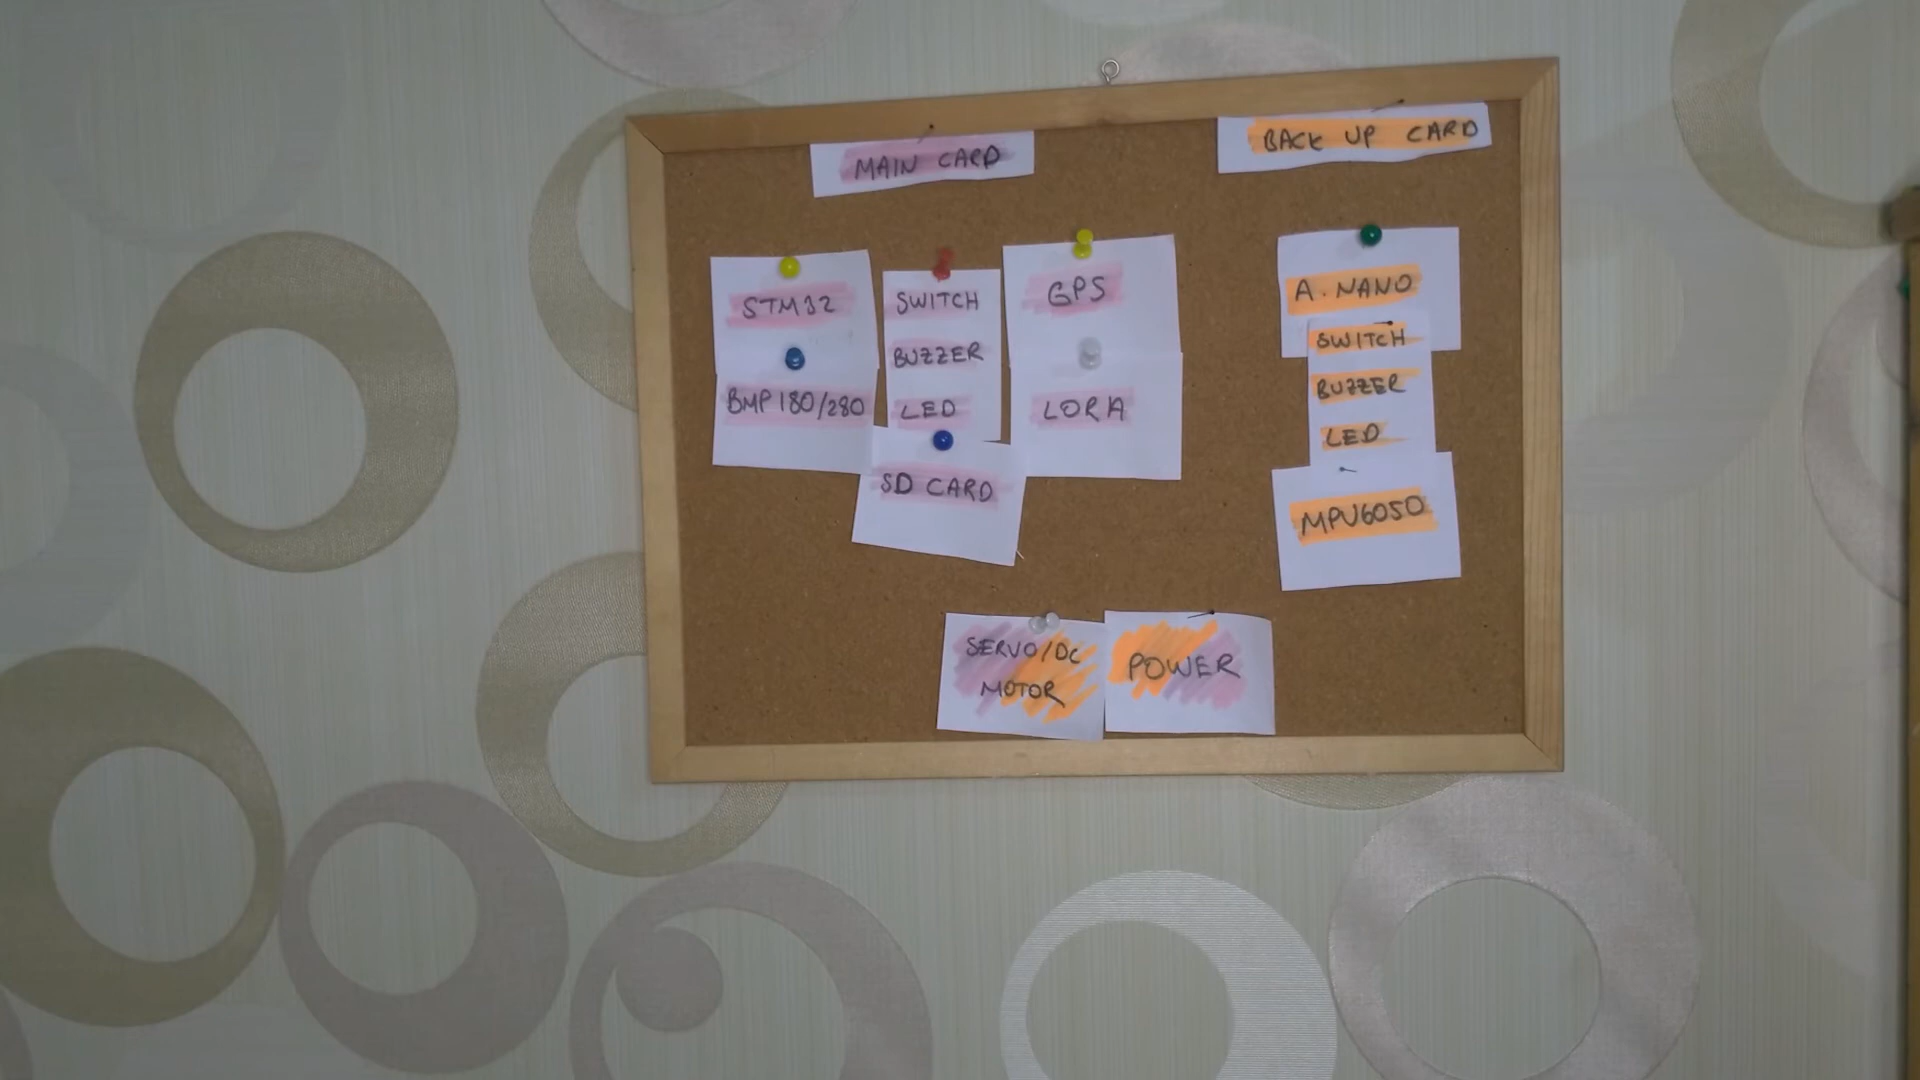 MAIN CARD
BACK UP CARD
STM32
BMP180/280
SWITCH
BUZZER
LED
SD CARD
GPS
LORA
A. NANO
SWITCH
BUZZER
LED
MPU6050
SERVO/DC
MOTOR
POWER